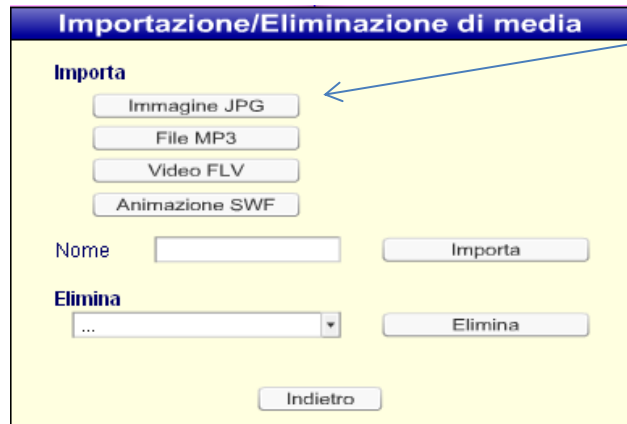 Importazione/Eliminazione di media
Importa
Immagine JPG
File MP3
Video FLV
Animazione SWF
Nome Importa
Elimina
... Elimina
Indietro